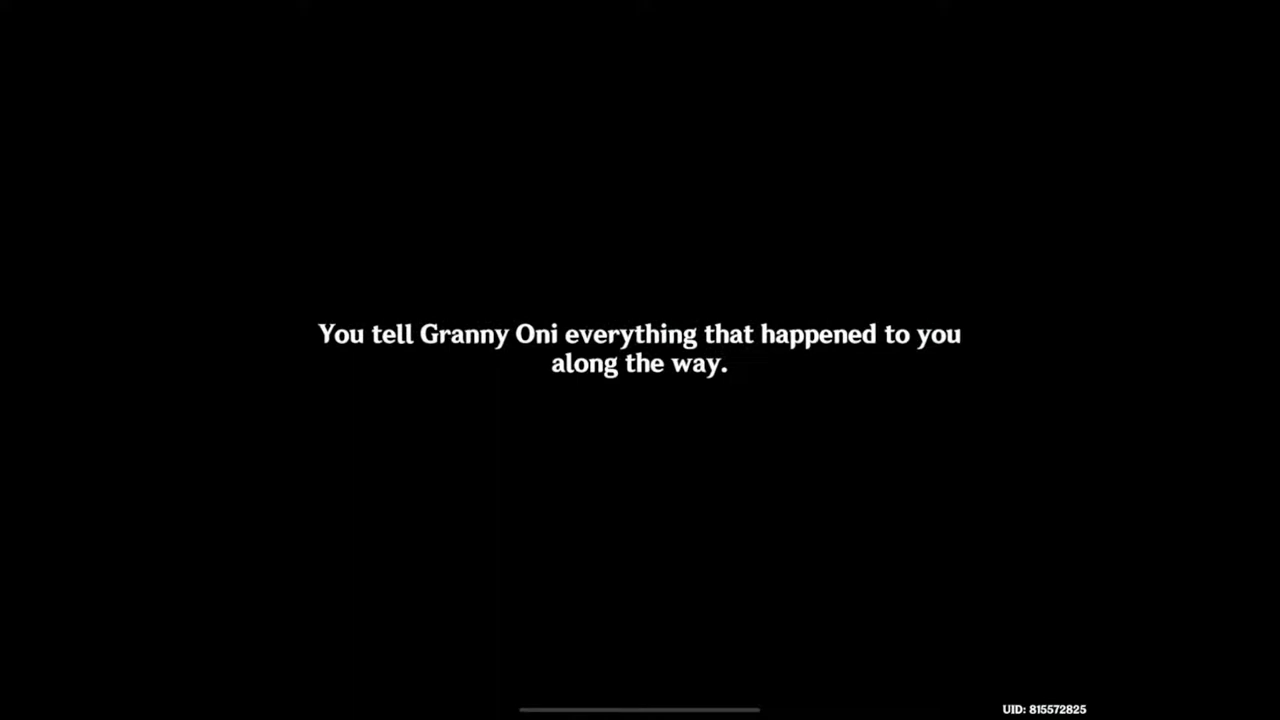 You tell Granny Oni everything that happened to you
along the way.
UID: 815572825